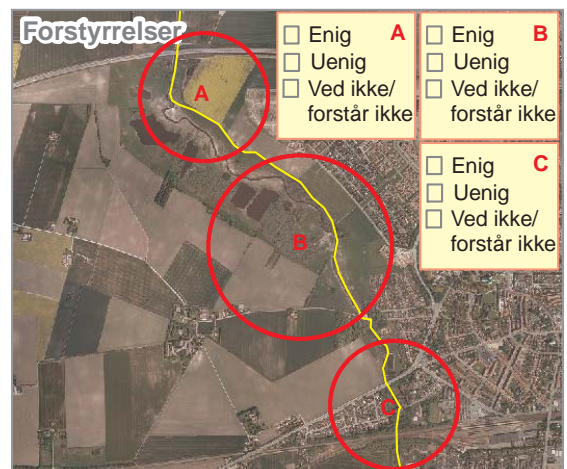 Forstyrrelser
A
Enig
Uenig
Ved ikke/
forstår ikke
B
Enig
Uenig
Ved ikke/
forstår ikke
C
Enig
Uenig
Ved ikke/
forstår ikke
A
B
C